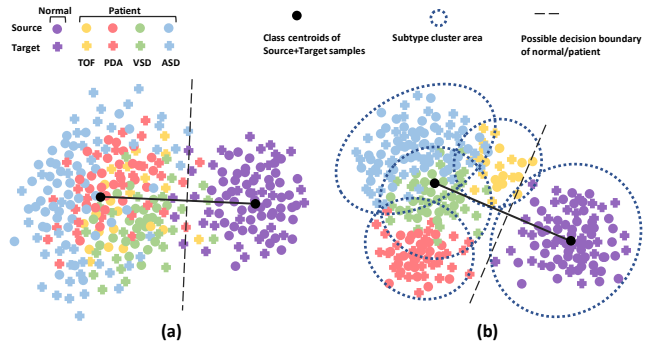 Normal Patient
Source
Target
TOF PDA VSD ASD
Class centroids of
Source+Target samples
Subtype cluster area
Possible decision boundary
of normal/patient
(a)
(b)